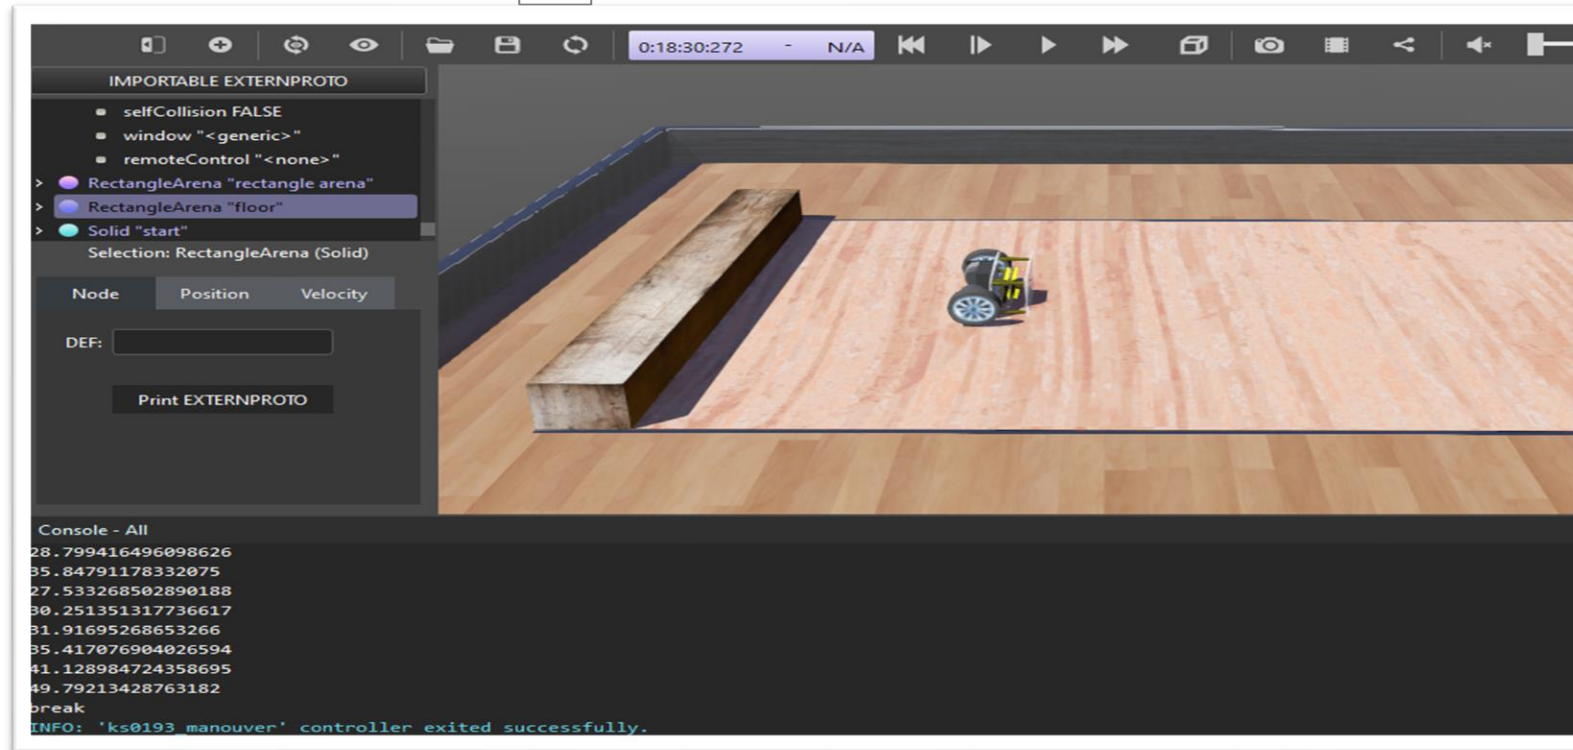 0:18:30:272 - N/A
IMPORTABLE EXTERNPROTO
selfCollision FALSE
window "<generic>"
remoteControl "<none>"
RectangleArena "rectangle arena"
RectangleArena "floor"
Solid "start"
Selection: RectangleArena (Solid)
Node Position Velocity
DEF:
Print EXTERNPROTO
Console - All
28.799416496098626
35.84791178332075
27.533268502890188
30.251351317736617
31.91695268653266
35.417076904026594
41.128984724358695
49.79213428763182
break
INFO: 'ks0193_manouver' controller exited successfully.